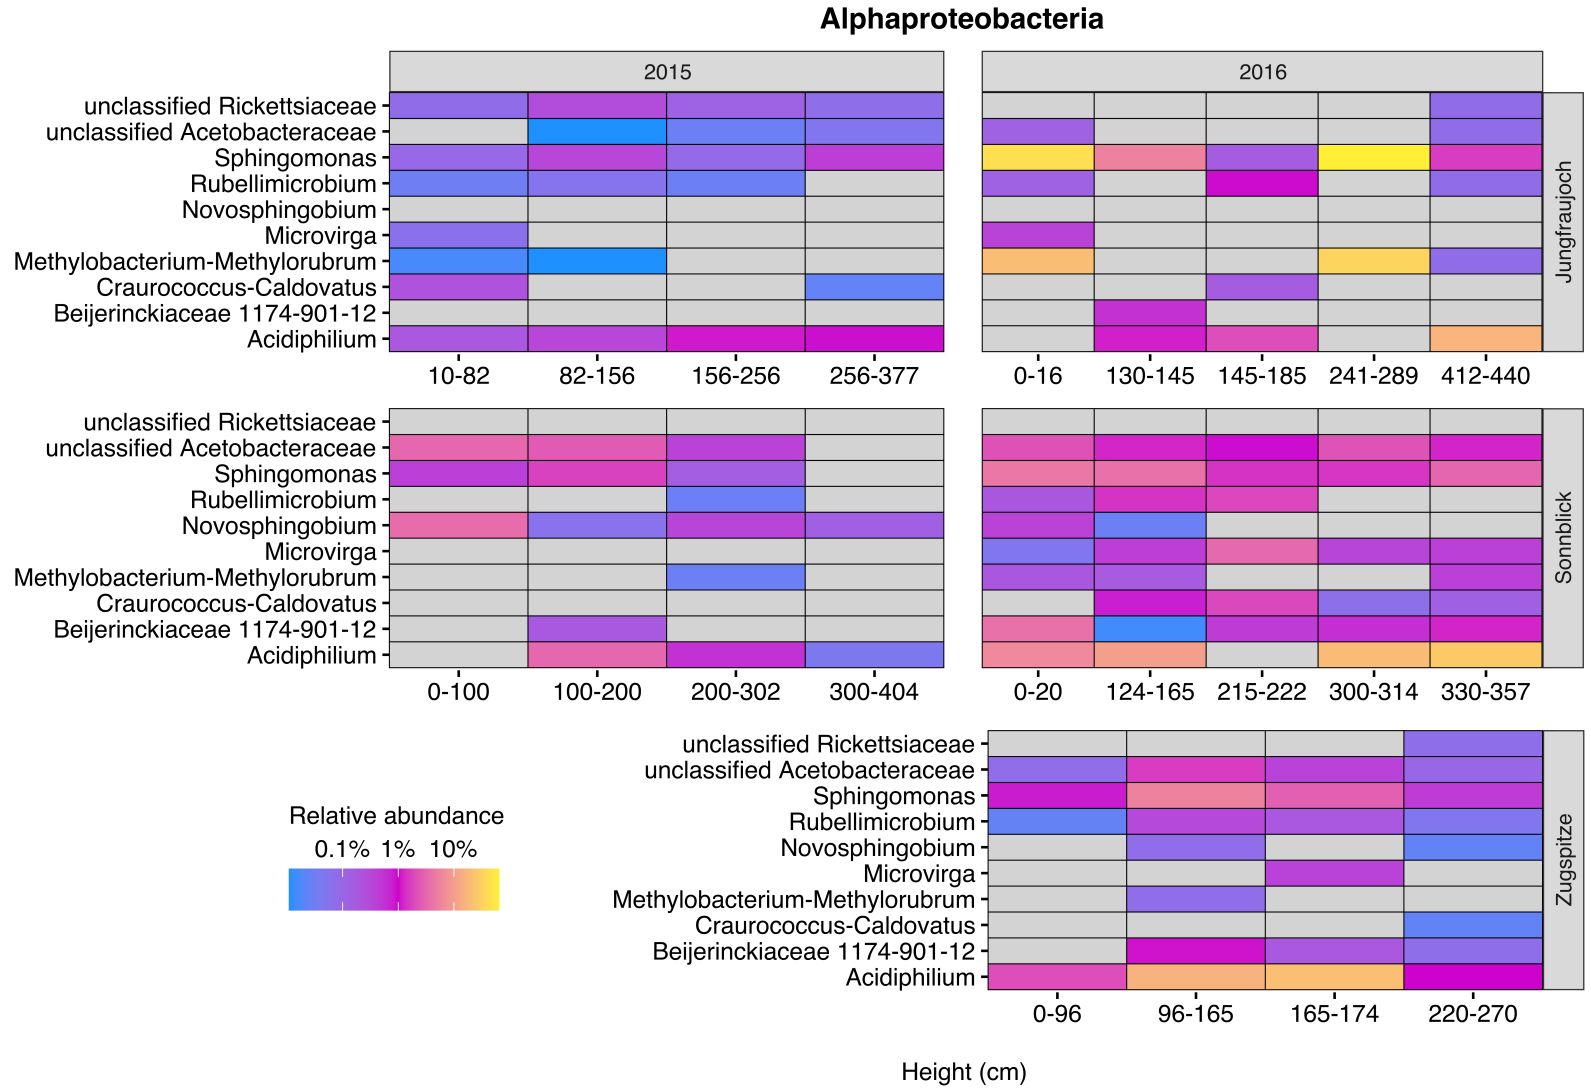 Alphaproteobacteria
2015
2016
unclassified Rickettsiaceae
unclassified Acetobacteraceae
Sphingomonas
Rubellimicrobium
Novosphingobium
Microvirga
Methylobacterium-Methylorubrum
Craurococcus-Caldovatus
Beijerinckiaceae 1174-901-12
Acidiphilium
10-82 82-156 156-256 256-377
0-16 130-145 145-185 241-289 412-440
Jungfraujoch
unclassified Rickettsiaceae
unclassified Acetobacteraceae
Sphingomonas
Rubellimicrobium
Novosphingobium
Microvirga
Methylobacterium-Methylorubrum
Craurococcus-Caldovatus
Beijerinckiaceae 1174-901-12
Acidiphilium
0-100 100-200 200-302 300-404
0-20 124-165 215-222 300-314 330-357
Sonnblick
unclassified Rickettsiaceae
unclassified Acetobacteraceae
Sphingomonas
Rubellimicrobium
Novosphingobium
Microvirga
Methylobacterium-Methylorubrum
Craurococcus-Caldovatus
Beijerinckiaceae 1174-901-12
Acidiphilium
0-96 96-165 165-174 220-270
Zugspitze
Relative abundance
0.1% 1% 10%
Height (cm)